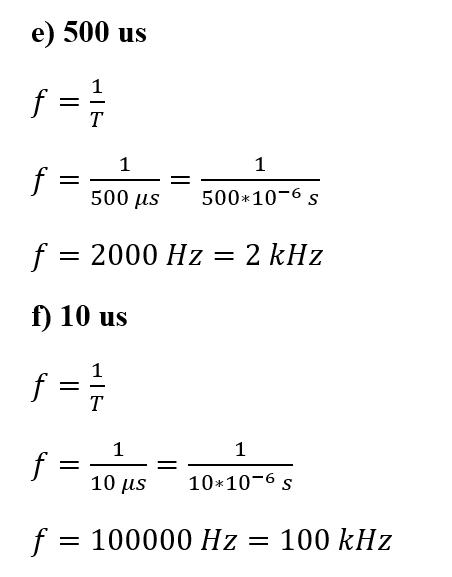 e) 500 us
f = 1/T
f = 1/500 μs = 1/500*10⁻⁶ s
f = 2000 Hz = 2 kHz
f) 10 us
f = 1/T
f = 1/10 μs = 1/10*10⁻⁶ s
f = 100000 Hz = 100 kHz